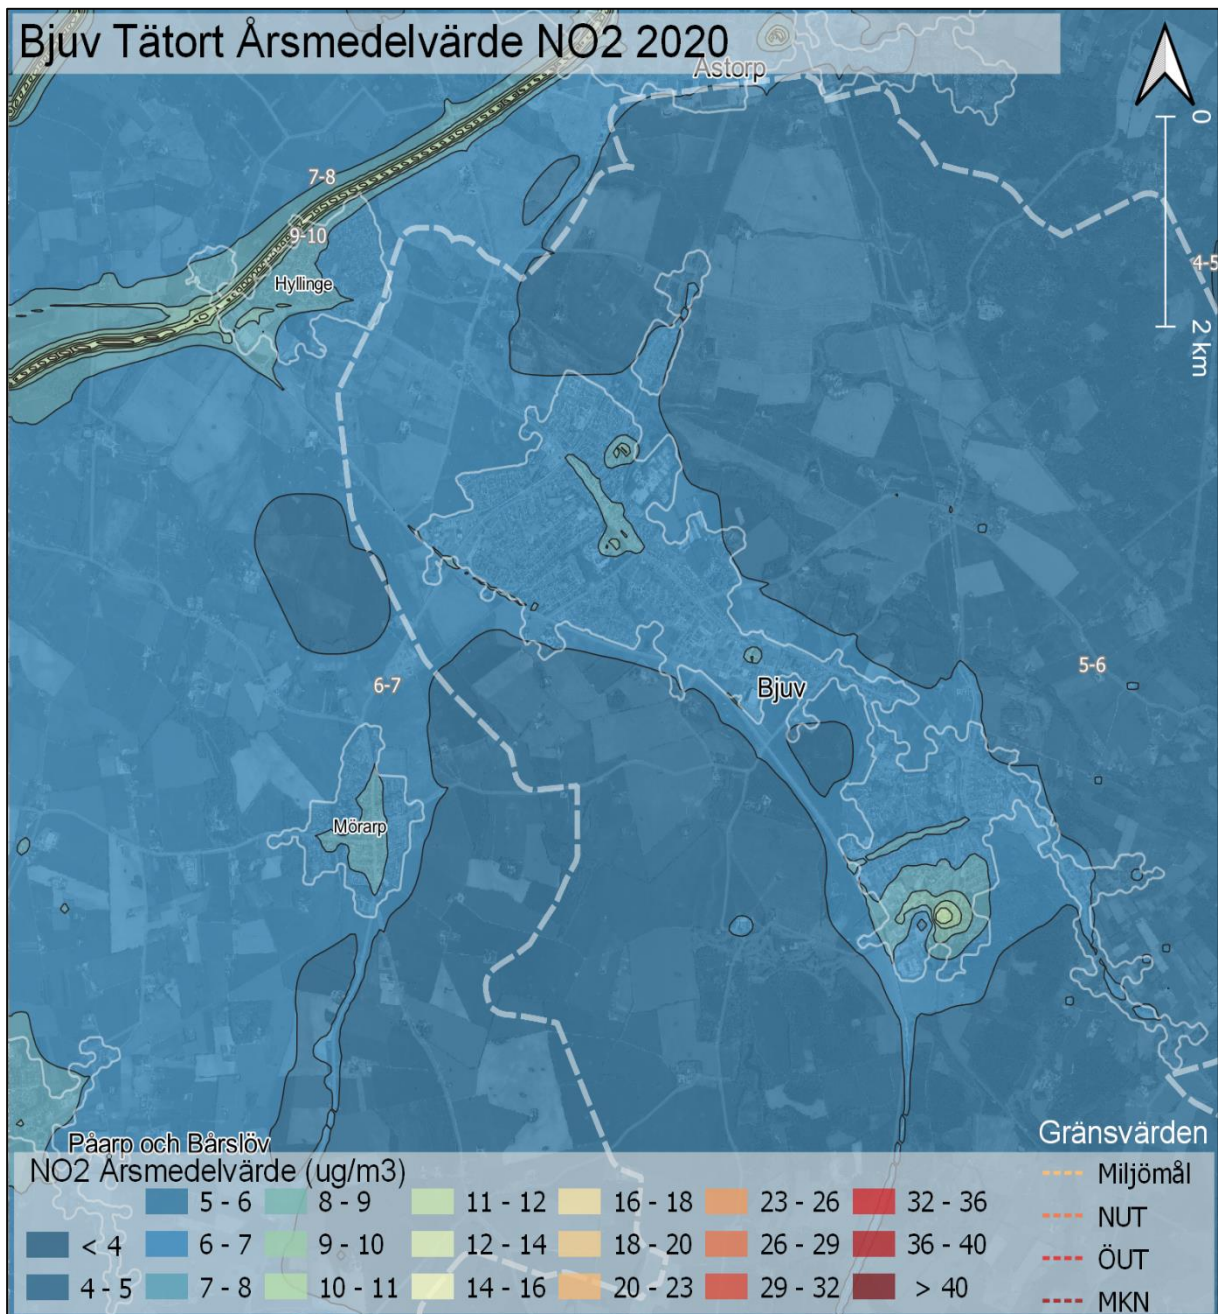 Bjuv Tätort Årsmedelvärde NO2 2020
Åstorp
0
7-8
9-10
4-5
Hyllinge
2 km
5-6
6-7
Bjuv
Mörarp
Påarp och Bårslöv
Gränsvärden
NO2 Årsmedelvärde (ug/m3)
Miljömål
5 - 6 8 - 9 11 - 12 16 - 18 23 - 26 32 - 36
NUT
< 4 6 - 7 9 - 10 12 - 14 18 - 20 26 - 29 36 - 40
ÖUT
4 - 5 7 - 8 10 - 11 14 - 16 20 - 23 29 - 32 > 40
MKN